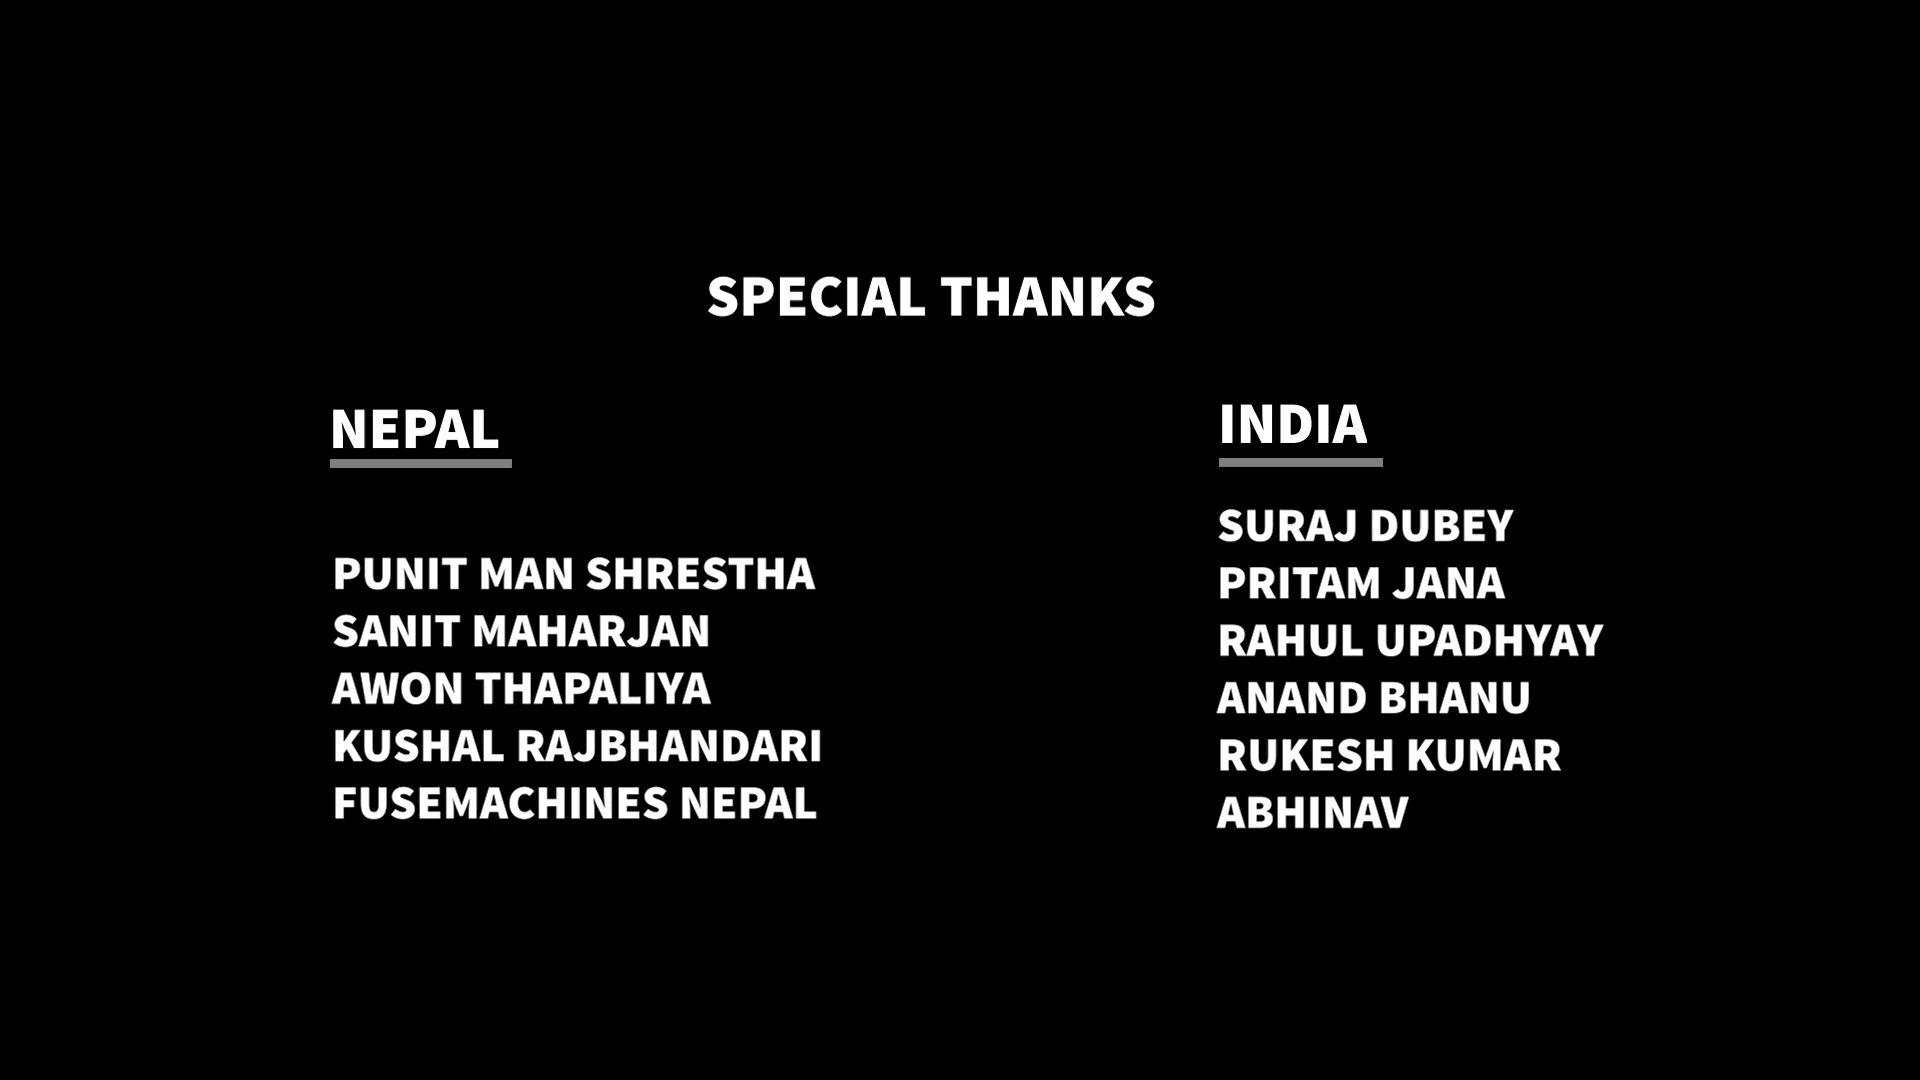 SPECIAL THANKS
NEPAL
PUNIT MAN SHRESTHA
SANIT MAHARJAN
AWON THAPALIYA
KUSHAL RAJBHANDARI
FUSEMACHINES NEPAL
INDIA
SURAJ DUBEY
PRITAM JANA
RAHUL UPADHYAY
ANAND BHANU
RUKESH KUMAR
ABHINAV